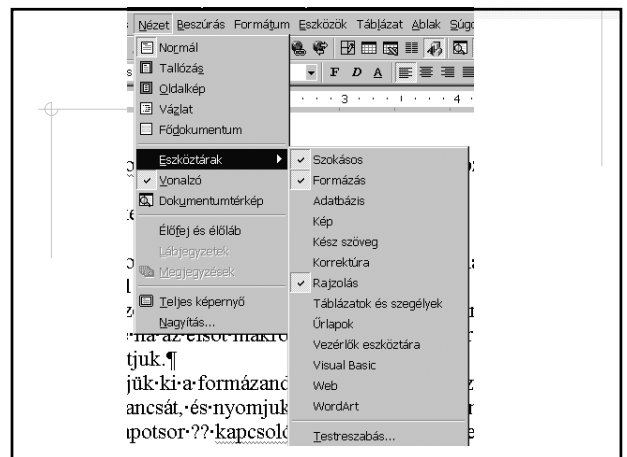 Nézet Beszúrás Formátum Eszközök Táblázat Ablak Súgó
Normál
Tallózás
Oldalkép
Vázlat
Fődokumentum
Eszköztárak
Vonalzó
Dokumentumtérkép
Élőfej és élőláb
Lábjegyzetek
Megjegyzések
Teljes képernyő
Nagyítás...
F D A
3 4
Szokásos
Formázás
Adatbázis
Kép
Kész szöveg
Korrektúra
Rajzolás
Táblázatok és szegélyek
Űrlapok
Vezérlők eszköztára
Visual Basic
Web
WordArt
Testreszabás...
tjuk.¶
jük·ki·a·formázand
ancsát,·és·nyomjuk
apotsor·??·kapcsoló